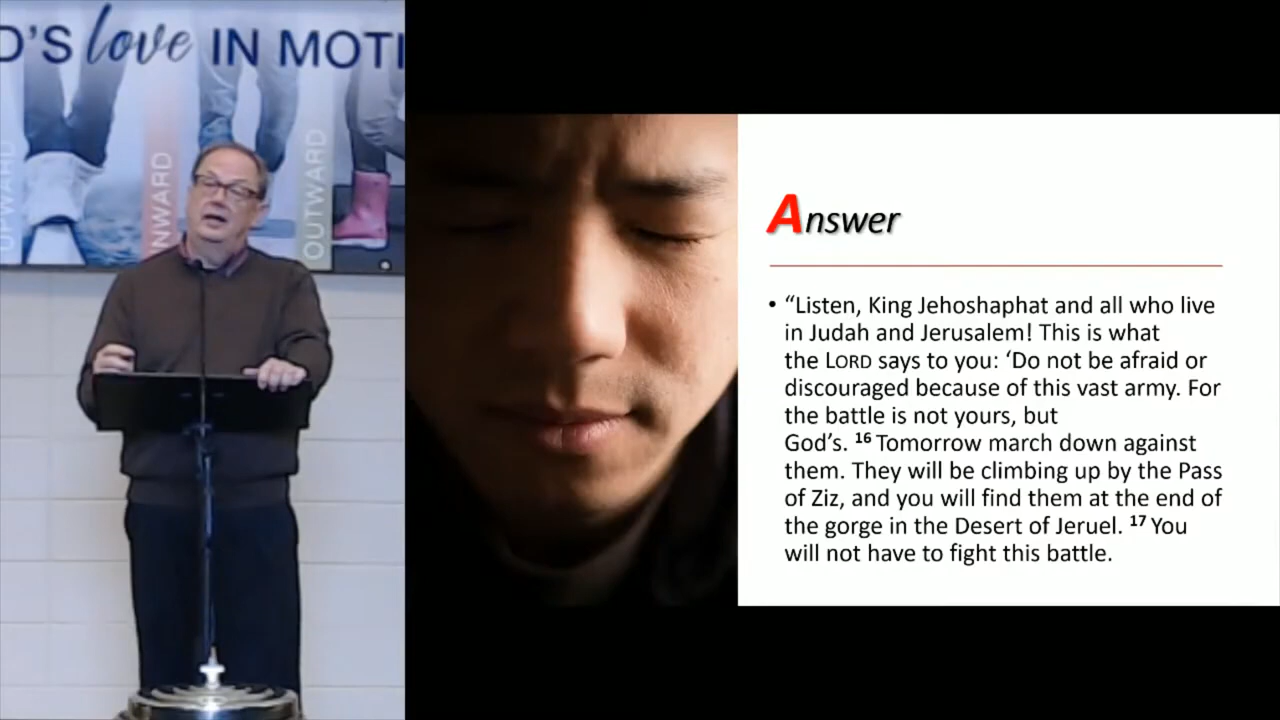 D'S love IN MOTI
UPWARD
INWARD
OUTWARD
Answer
• “Listen, King Jehoshaphat and all who live
in Judah and Jerusalem! This is what
the LORD says to you: ‘Do not be afraid or
discouraged because of this vast army. For
the battle is not yours, but
God’s. 16 Tomorrow march down against
them. They will be climbing up by the Pass
of Ziz, and you will find them at the end of
the gorge in the Desert of Jeruel. 17 You
will not have to fight this battle.